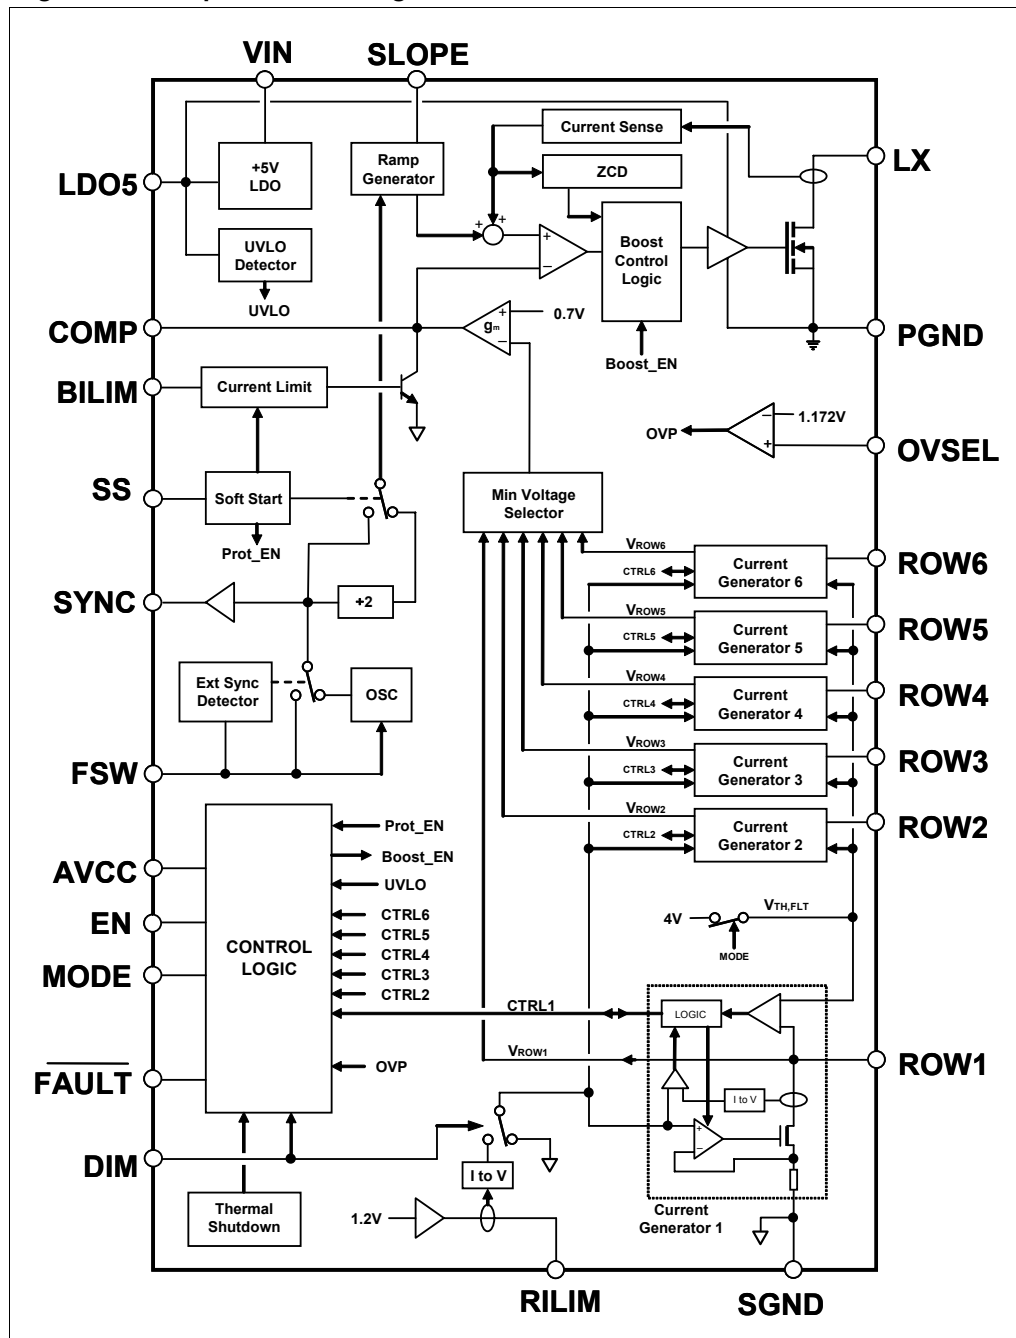 VIN
SLOPE
LDO5
+5V
LDO
Ramp
Generator
Current Sense
ZCD
LX
UVLO
Detector
UVLO
+
+
+
−
Boost
Control
Logic
COMP
gm
+
−
0.7V
Boost_EN
PGND
BILIM
Current Limit
OVP
−
+
1.172V
OVSEL
SS
Soft Start
Prot_EN
Min Voltage
Selector
SYNC
+2
VROW6
CTRL6
Current
Generator 6
ROW6
VROW5
CTRL5
Current
Generator 5
ROW5
Ext Sync
Detector
OSC
VROW4
CTRL4
Current
Generator 4
ROW4
FSW
VROW3
CTRL3
Current
Generator 3
ROW3
VROW2
CTRL2
Current
Generator 2
ROW2
AVCC
EN
MODE
FAULT
DIM
CONTROL
LOGIC
Prot_EN
Boost_EN
UVLO
CTRL6
CTRL5
CTRL4
CTRL3
CTRL2
CTRL1
OVP
4V
VTH,FLT
MODE
LOGIC
VROW1
ROW1
I to V
+
−
I to V
Thermal
Shutdown
1.2V
Current
Generator 1
RILIM
SGND